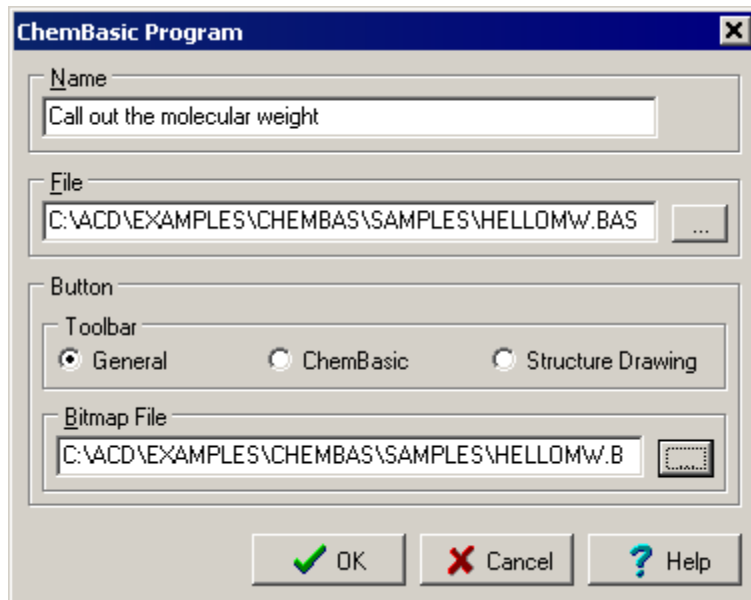 ChemBasic Program
Name
Call out the molecular weight
File
C:\ACD\EXAMPLES\CHEMBAS\SAMPLES\HELLOMW.BAS
...
Button
Toolbar
General ChemBasic Structure Drawing
Bitmap File
C:\ACD\EXAMPLES\CHEMBAS\SAMPLES\HELLOMW.B
...
OK Cancel Help